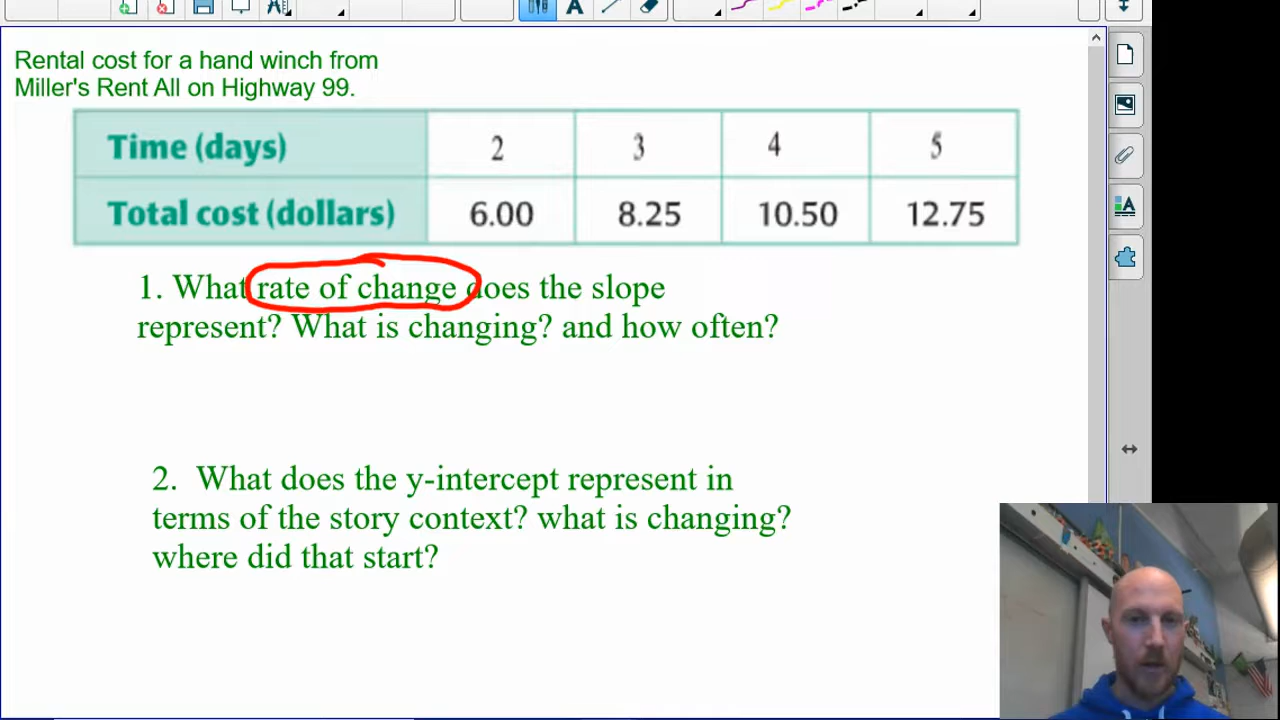 Rental cost for a hand winch from
Miller's Rent All on Highway 99.
Time (days) 2 3 4 5
Total cost (dollars) 6.00 8.25 10.50 12.75
1. What rate of change does the slope
represent? What is changing? and how often?
2. What does the y-intercept represent in
terms of the story context? what is changing?
where did that start?